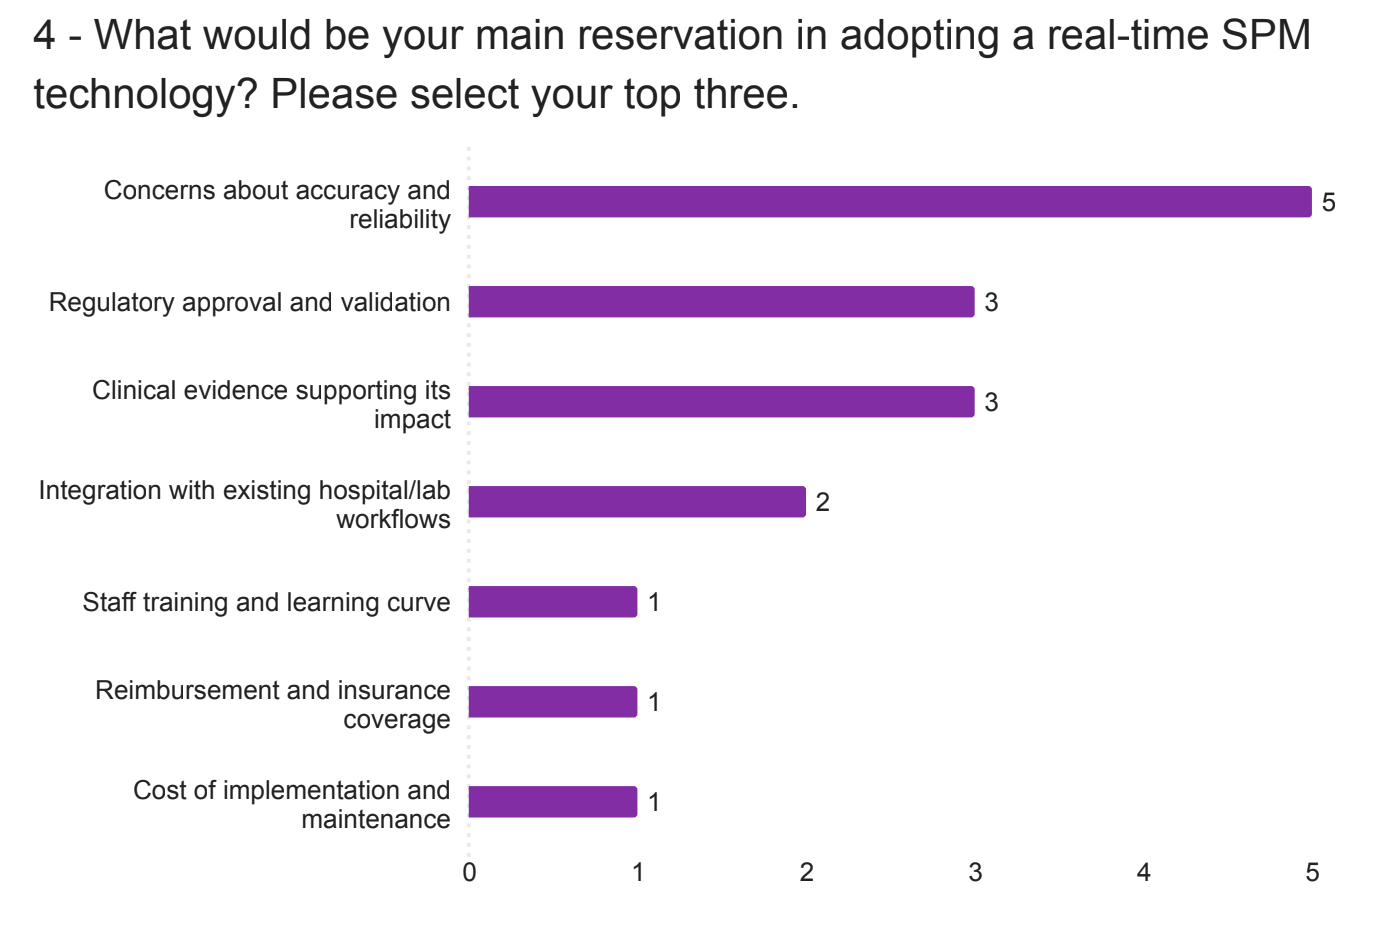 4 - What would be your main reservation in adopting a real-time SPM
technology? Please select your top three.
Concerns about accuracy and
reliability
5
Regulatory approval and validation
3
Clinical evidence supporting its
impact
3
Integration with existing hospital/lab
workflows
2
Staff training and learning curve
1
Reimbursement and insurance
coverage
1
Cost of implementation and
maintenance
1
0 1 2 3 4 5